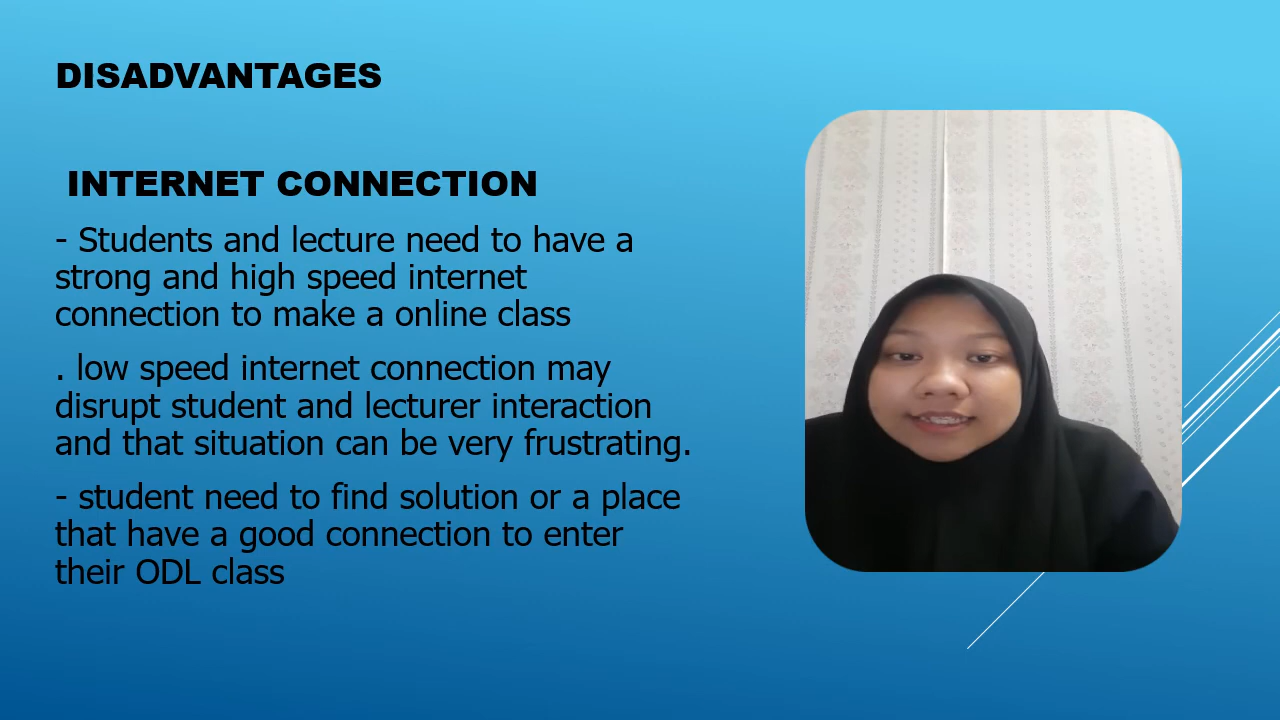 DISADVANTAGES
INTERNET CONNECTION
- Students and lecture need to have a
strong and high speed internet
connection to make a online class
. low speed internet connection may
disrupt student and lecturer interaction
and that situation can be very frustrating.
- student need to find solution or a place
that have a good connection to enter
their ODL class